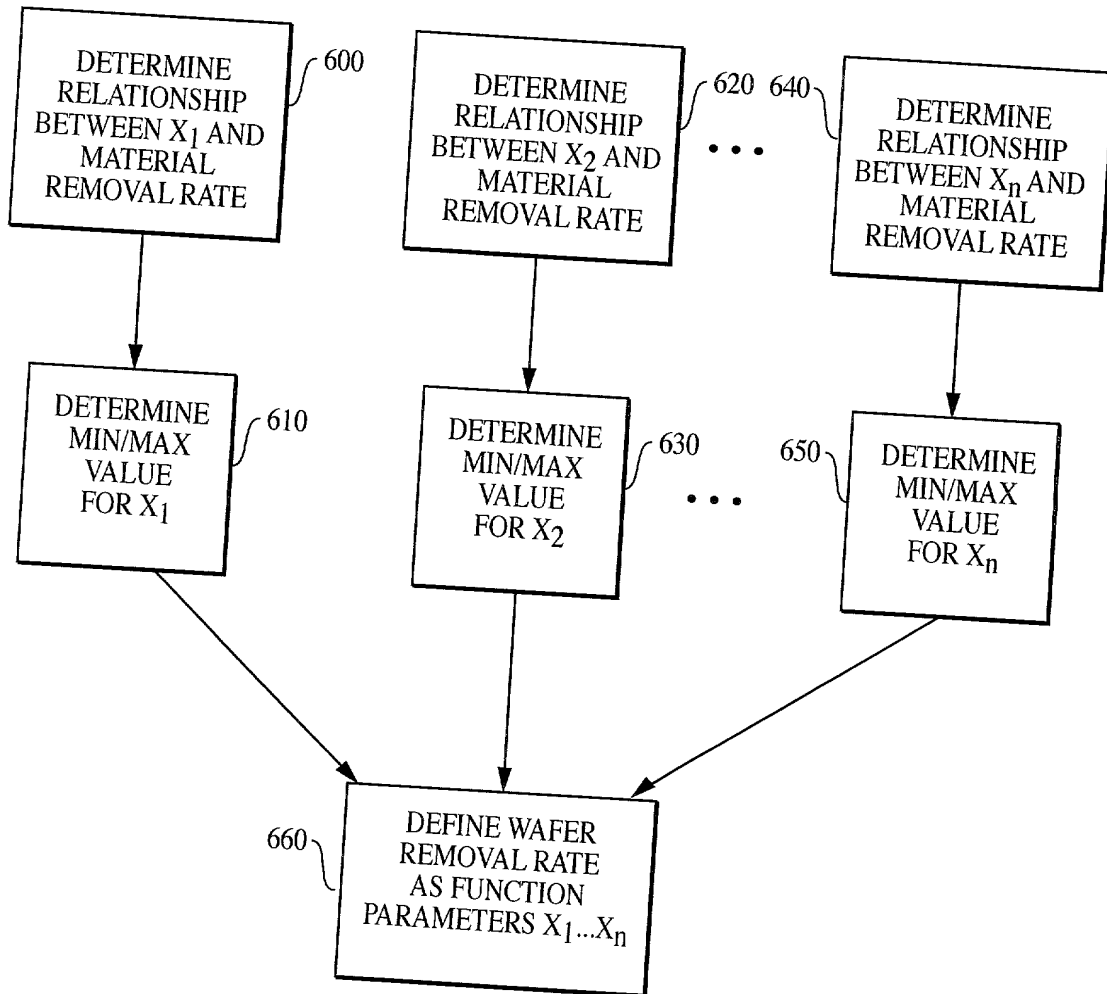 DETERMINE
RELATIONSHIP
BETWEEN X1 AND
MATERIAL
REMOVAL RATE
600
DETERMINE
RELATIONSHIP
BETWEEN X2 AND
MATERIAL
REMOVAL RATE
620
• • •
640
DETERMINE
RELATIONSHIP
BETWEEN Xn AND
MATERIAL
REMOVAL RATE
DETERMINE
MIN/MAX
VALUE
FOR X1
610
DETERMINE
MIN/MAX
VALUE
FOR X2
630
• • •
650
DETERMINE
MIN/MAX
VALUE
FOR Xn
660
DEFINE WAFER
REMOVAL RATE
AS FUNCTION
PARAMETERS X1...Xn